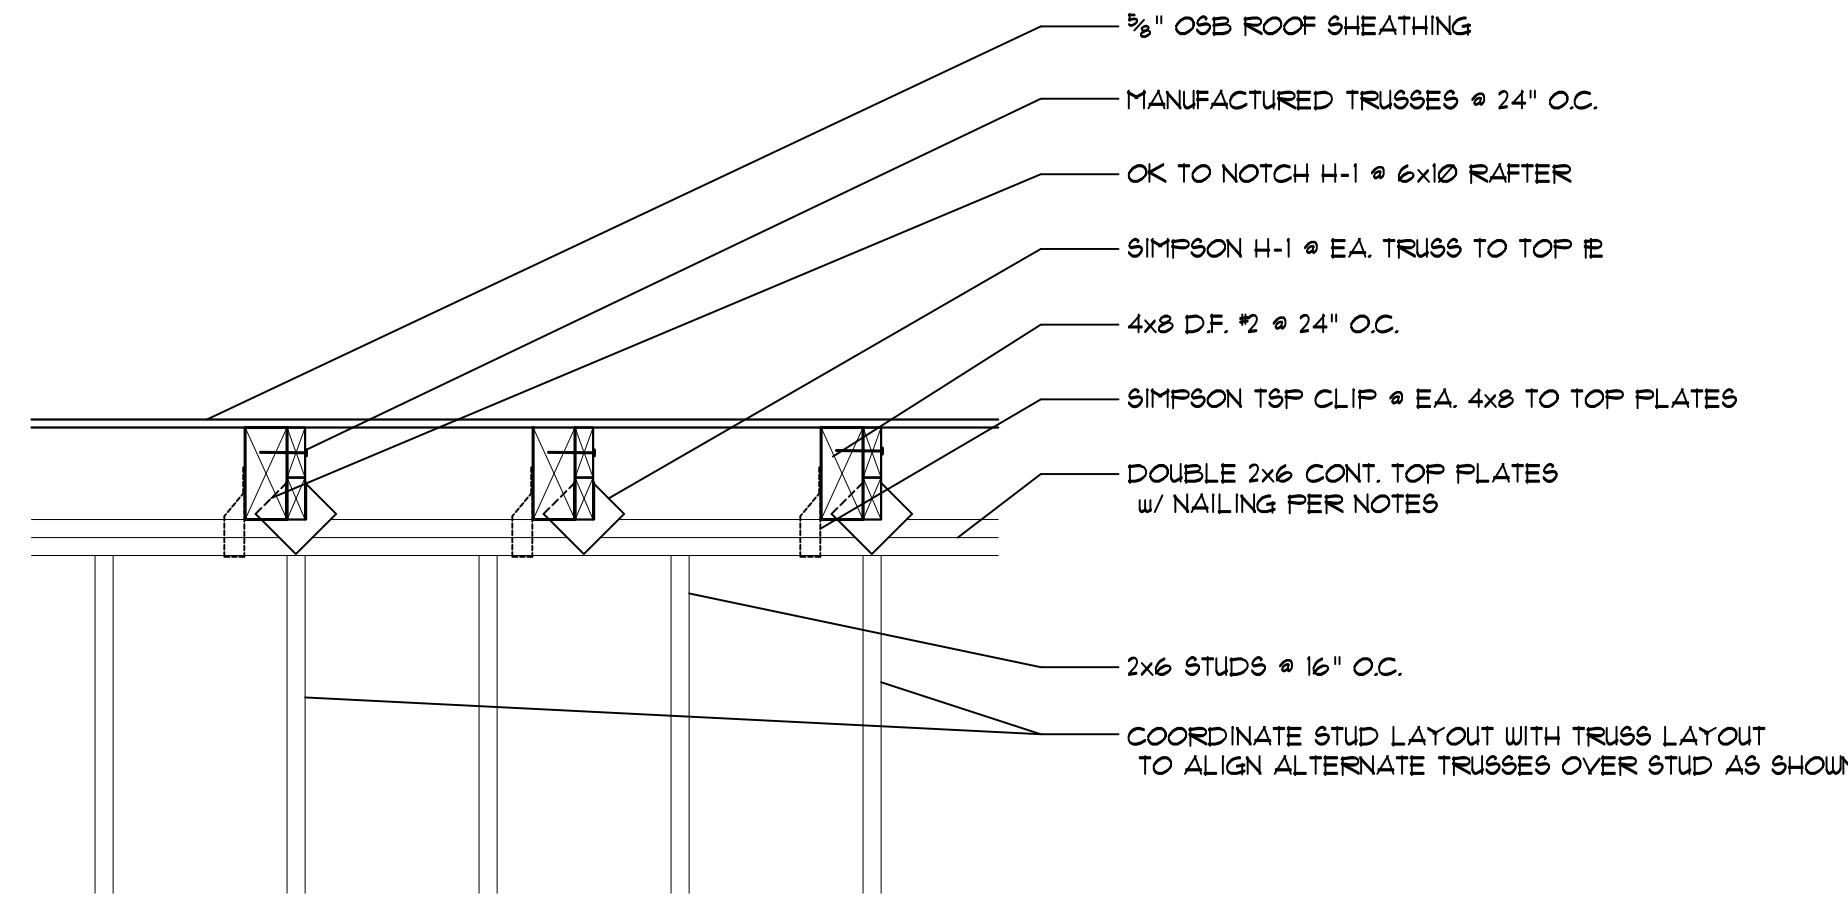 5/8" OSB ROOF SHEATHING
MANUFACTURED TRUSSES @ 24" O.C.
OK TO NOTCH H-1 @ 6x10 RAFTER
SIMPSON H-1 @ EA. TRUSS TO TOP PL
4x8 D.F. #2 @ 24" O.C.
SIMPSON TSP CLIP @ EA. 4x8 TO TOP PLATES
DOUBLE 2x6 CONT. TOP PLATES
w/ NAILING PER NOTES
2x6 STUDS @ 16" O.C.
COORDINATE STUD LAYOUT WITH TRUSS LAYOUT
TO ALIGN ALTERNATE TRUSSES OVER STUD AS SHOWN